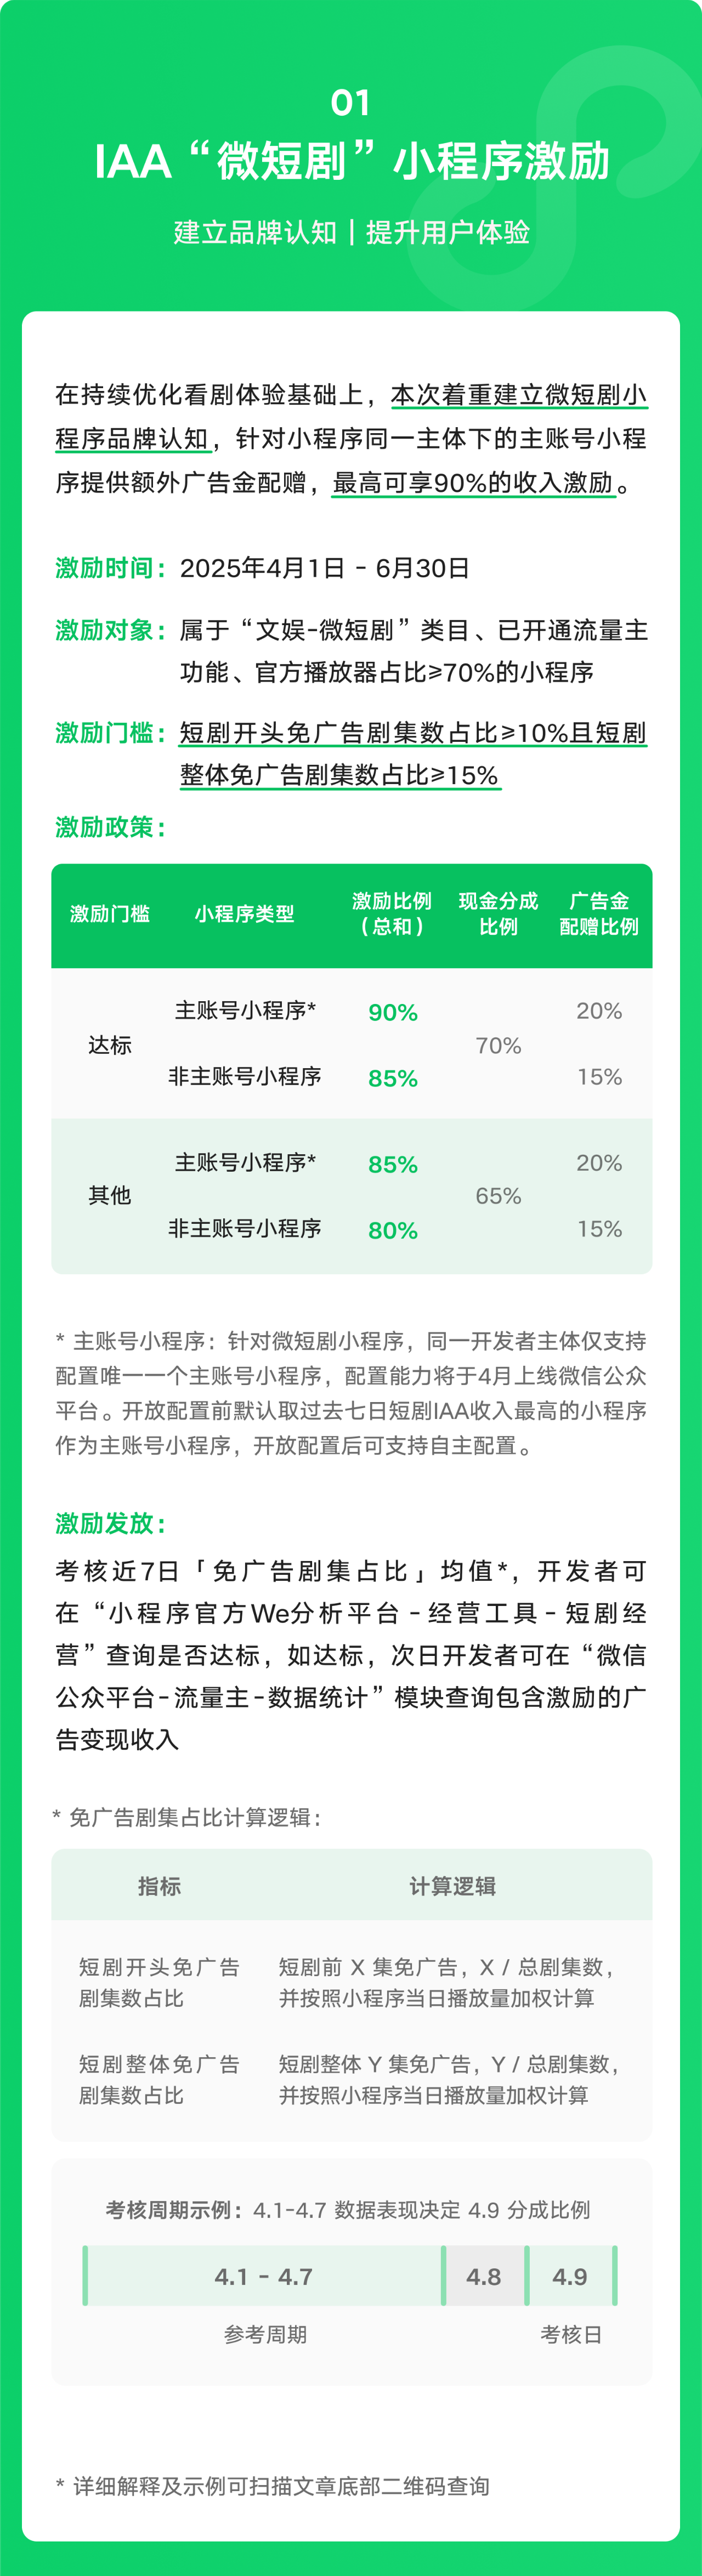 01
IAA“微短剧”小程序激励
建立品牌认知 | 提升用户体验
在持续优化看剧体验基础上，本次着重建立微短剧小
程序品牌认知，针对小程序同一主体下的主账号小程
序提供额外广告金配赠，最高可享90%的收入激励。
激励时间：2025年4月1日 - 6月30日
激励对象：属于“文娱-微短剧”类目、已开通流量主
功能、官方播放器占比≥70%的小程序
激励门槛：短剧开头免广告剧集数占比≥10%且短剧
整体免广告剧集数占比≥15%
激励政策：
激励门槛 小程序类型 激励比例（总和） 现金分成比例 广告金配赠比例
达标 主账号小程序* 90% 70% 20%
非主账号小程序 85% 15%
其他 主账号小程序* 85% 65% 20%
非主账号小程序 80% 15%
* 主账号小程序：针对微短剧小程序，同一开发者主体仅支持
配置唯一一个主账号小程序，配置能力将于4月上线微信公众
平台。开放配置前默认取过去七日短剧IAA收入最高的小程序
作为主账号小程序，开放配置后可支持自主配置。
激励发放：
考核近7日「免广告剧集占比」均值*，开发者可
在“小程序官方We分析平台-经营工具-短剧经
营”查询是否达标，如达标，次日开发者可在“微信
公众平台-流量主-数据统计”模块查询包含激励的广
告变现收入
* 免广告剧集占比计算逻辑：
指标 计算逻辑
短剧开头免广告 短剧前 X 集免广告，X / 总剧集数，
剧集数占比 并按照小程序当日播放量加权计算
短剧整体免广告 短剧整体 Y 集免广告，Y / 总剧集数，
剧集数占比 并按照小程序当日播放量加权计算
考核周期示例：4.1-4.7 数据表现决定 4.9 分成比例
4.1 - 4.7 4.8 4.9
参考周期 考核日
* 详细解释及示例可扫描文章底部二维码查询